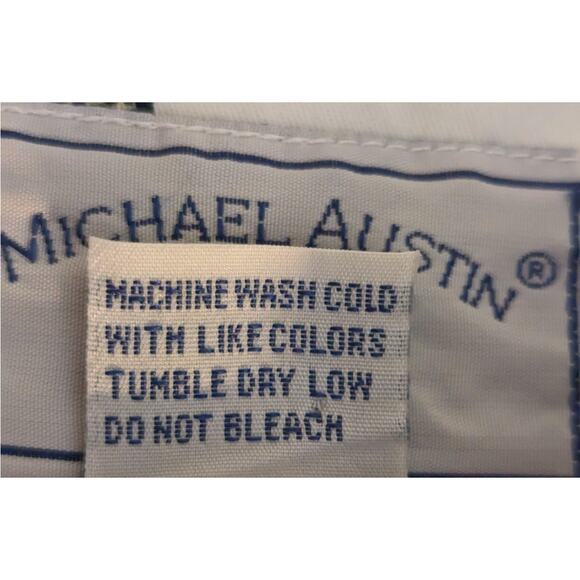 MICHAEL AUSTIN ®
MACHINE WASH COLD
WITH LIKE COLORS
TUMBLE DRY LOW
DO NOT BLEACH